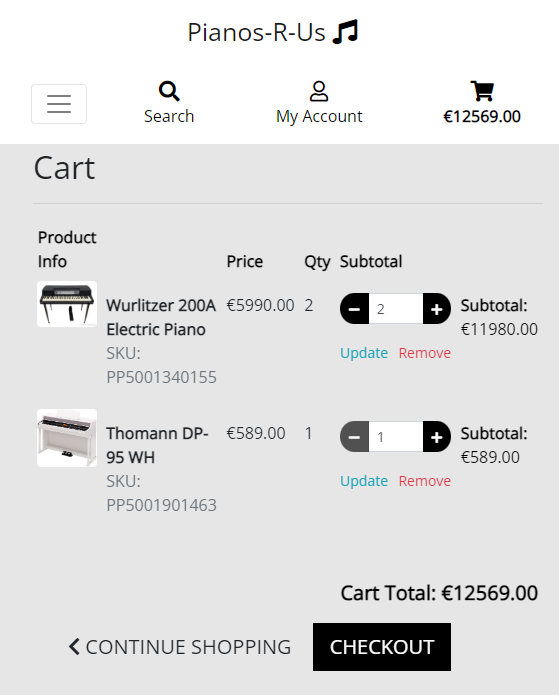 Pianos-R-Us
Search
My Account
€12569.00
Cart
Product
Info
Price
Qty
Subtotal
Wurlitzer 200A
Electric Piano
SKU:
PP5001340155
€5990.00
2
2
Update Remove
Subtotal:
€11980.00
Thomann DP-
95 WH
SKU:
PP5001901463
€589.00
1
1
Update Remove
Subtotal:
€589.00
Cart Total: €12569.00
CONTINUE SHOPPING
CHECKOUT